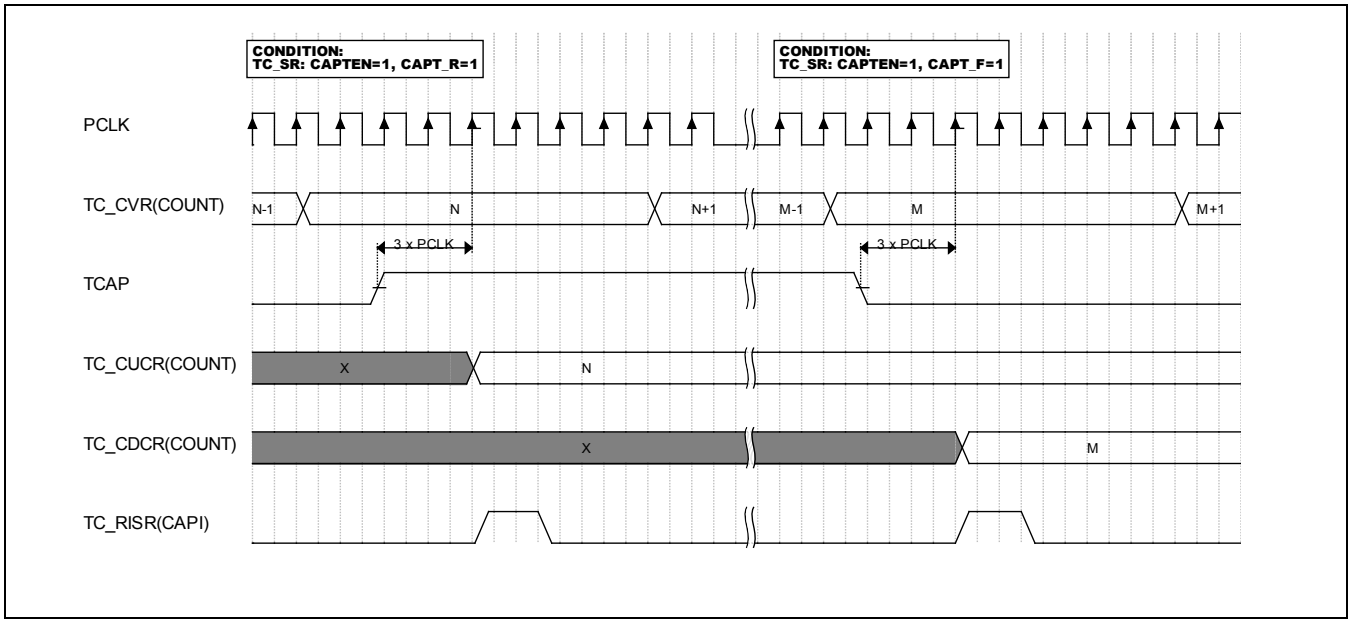 CONDITION:
TC_SR: CAPTEN=1, CAPT_R=1
CONDITION:
TC_SR: CAPTEN=1, CAPT_F=1
PCLK
TC_CVR(COUNT)
N-1
N
N+1
M-1
M
M+1
3 x PCLK
3 x PCLK
TCAP
TC_CUCR(COUNT)
X
N
TC_CDCR(COUNT)
X
M
TC_RISR(CAPI)